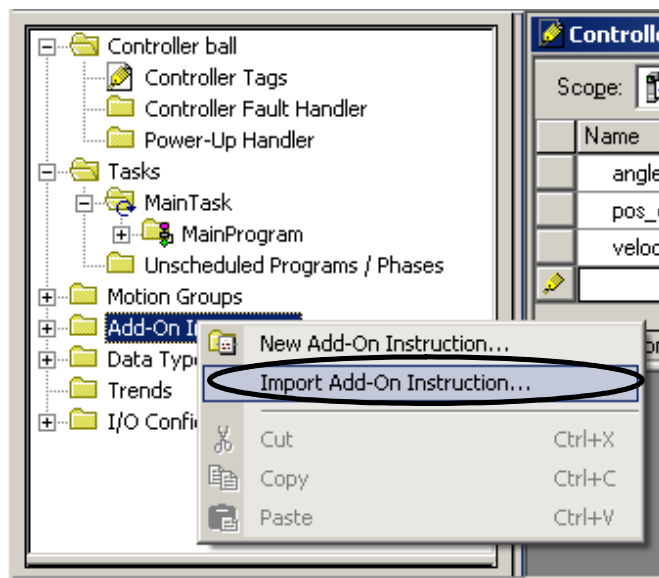 Controller ball
Controller Tags
Controller Fault Handler
Power-Up Handler
Tasks
MainTask
MainProgram
Unscheduled Programs / Phases
Motion Groups
Add-On I
Data Typ
Trends
I/O Confi
New Add-On Instruction...
Import Add-On Instruction...
Cut Ctrl+X
Copy Ctrl+C
Paste Ctrl+V
Controlle
Scope:
Name
angle
pos_
veloc